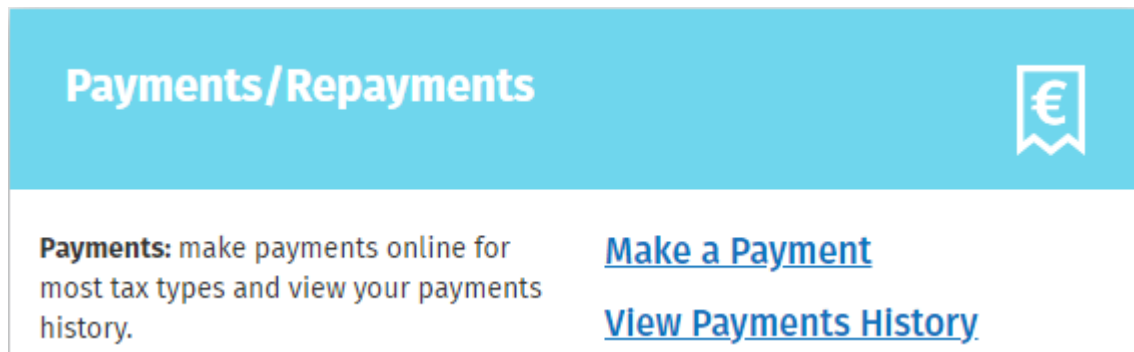 Payments/Repayments
€
Payments: make payments online for
most tax types and view your payments
history.
Make a Payment
View Payments History